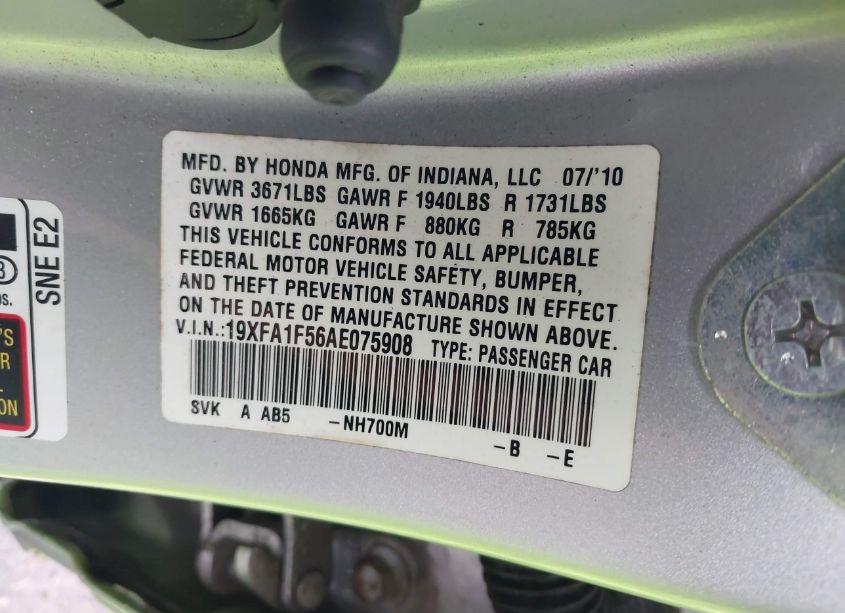 MFD. BY HONDA MFG. OF INDIANA, LLC 07/'10
GVWR 3671LBS GAWR F 1940LBS R 1731LBS
GVWR 1665KG GAWR F 880KG R 785KG
THIS VEHICLE CONFORMS TO ALL APPLICABLE
FEDERAL MOTOR VEHICLE SAFETY, BUMPER,
AND THEFT PREVENTION STANDARDS IN EFFECT
ON THE DATE OF MANUFACTURE SHOWN ABOVE.
V.I.N.:19XFA1F56AE075908 TYPE: PASSENGER CAR
SVK A AB5 -NH700M -B -E
SNE E2